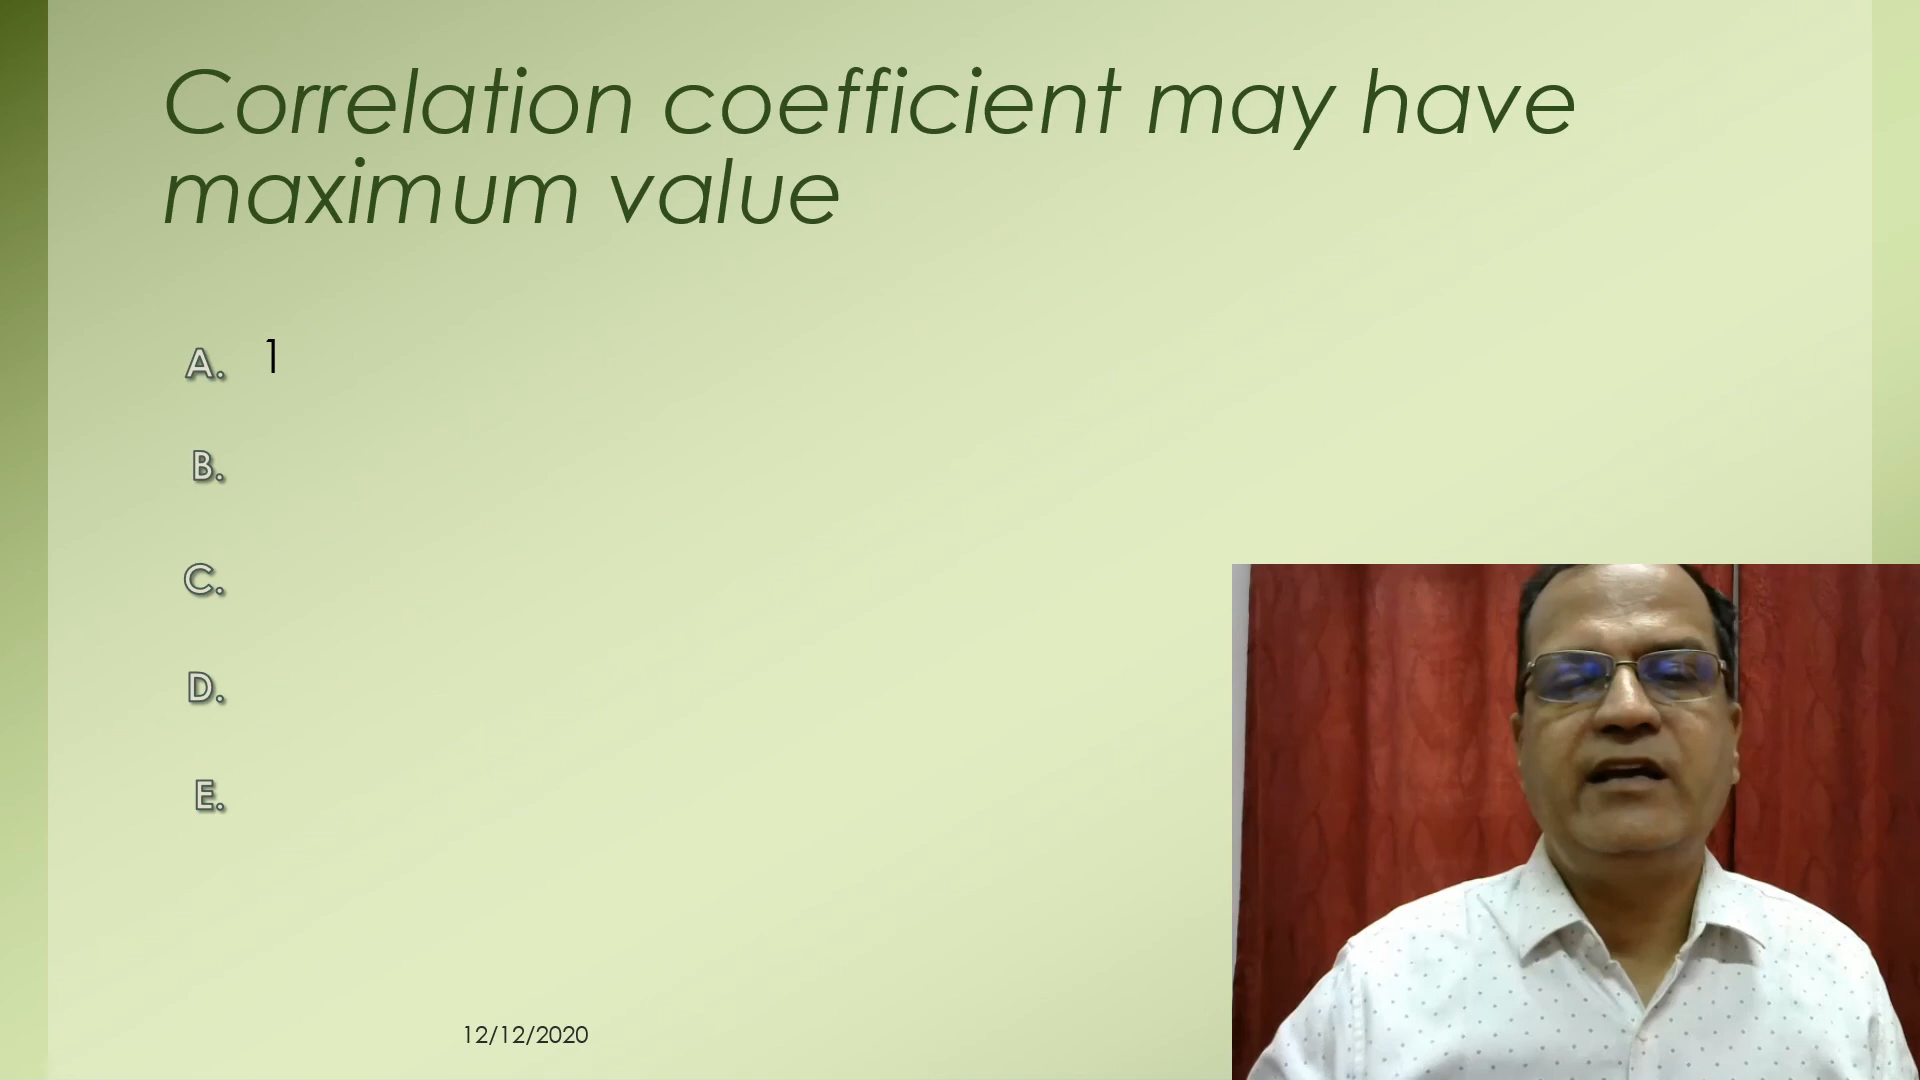 Correlation coefficient may have
maximum value
A. 1
B.
C.
D.
E.
12/12/2020